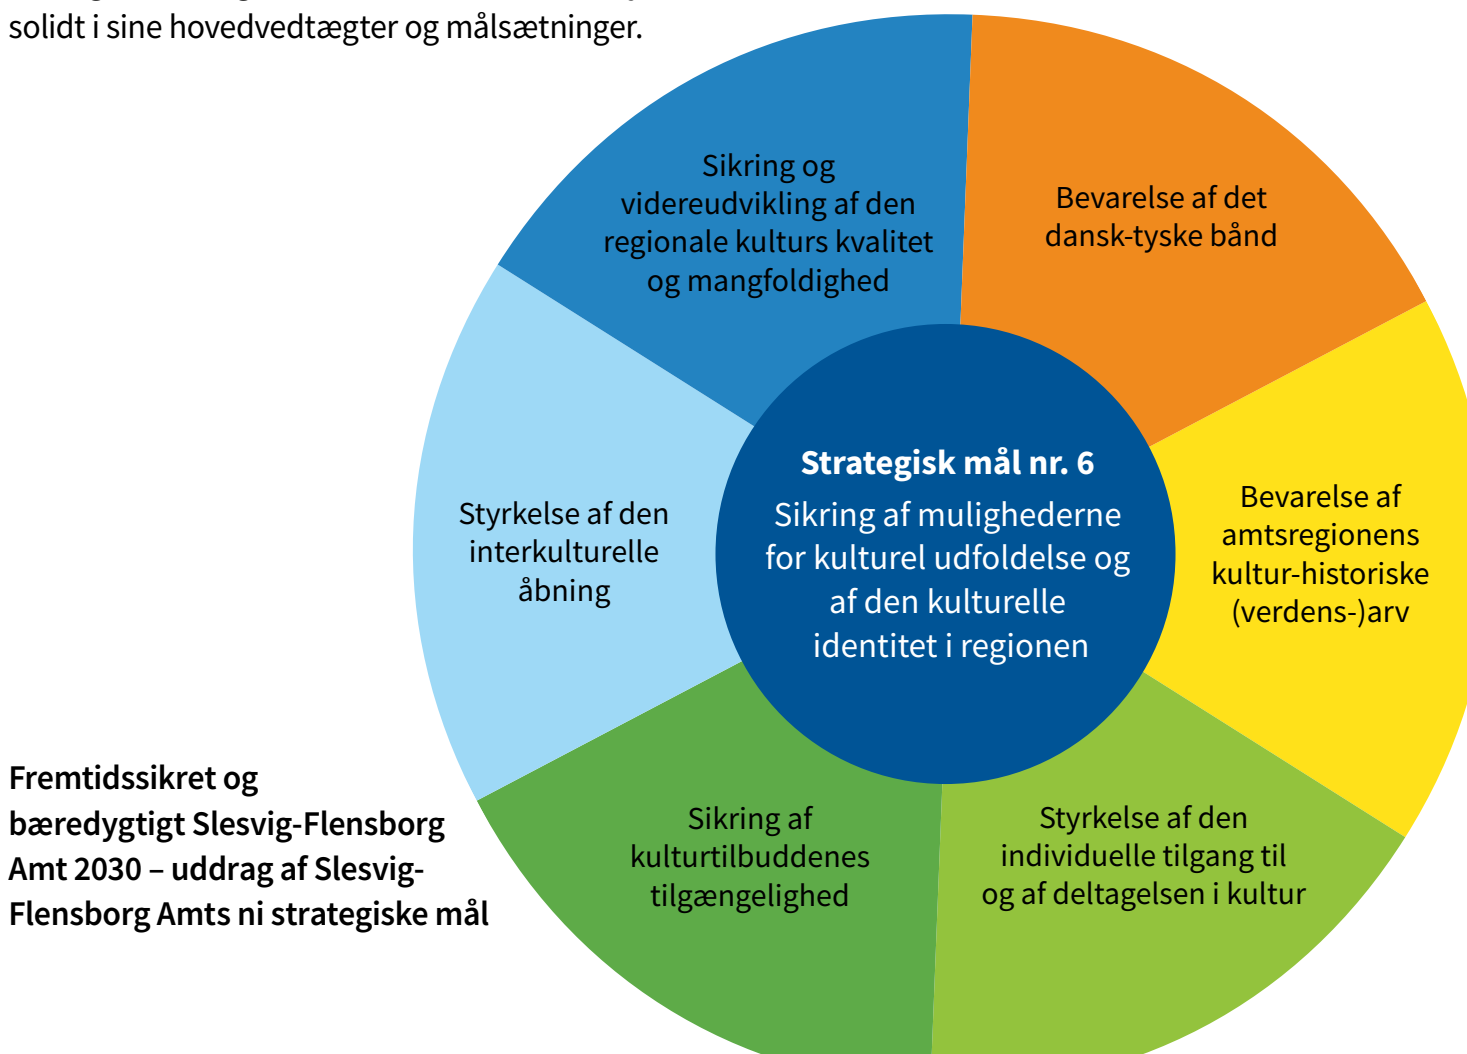 solidt i sine hovedvedtægter og målsætninger.
Sikring og
videreudvikling af den
regionale kulturs kvalitet
og mangfoldighed
Bevarelse af det
dansk-tyske bånd
Bevarelse af
amtsregionens
kultur-historiske
(verdens-)arv
Styrkelse af den
individuelle tilgang til
og af deltagelsen i kultur
Sikring af
kulturtilbuddenes
tilgængelighed
Styrkelse af den
interkulturelle
åbning
Strategisk mål nr. 6
Sikring af mulighederne
for kulturel udfoldelse og
af den kulturelle
identitet i regionen
Fremtidssikret og
bæredygtigt Slesvig-Flensborg
Amt 2030 – uddrag af Slesvig-
Flensborg Amts ni strategiske mål